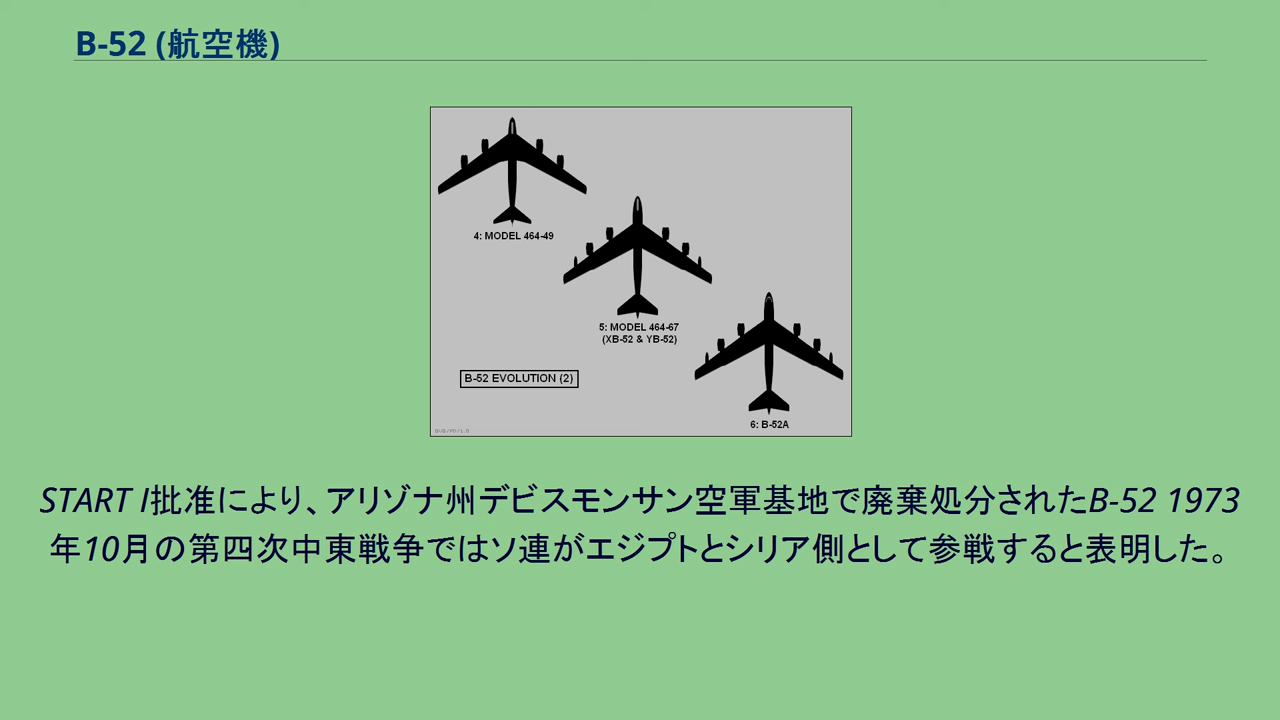 B-52 (航空機)
4: MODEL 464-49
5: MODEL 464-67
(XB-52 & YB-52)
B-52 EVOLUTION (2)
6: B-52A
START I批准により、アリゾナ州デビスモンサン空軍基地で廃棄処分されたB-52 1973
年10月の第四次中東戦争ではソ連がエジプトとシリア側として参戦すると表明した。